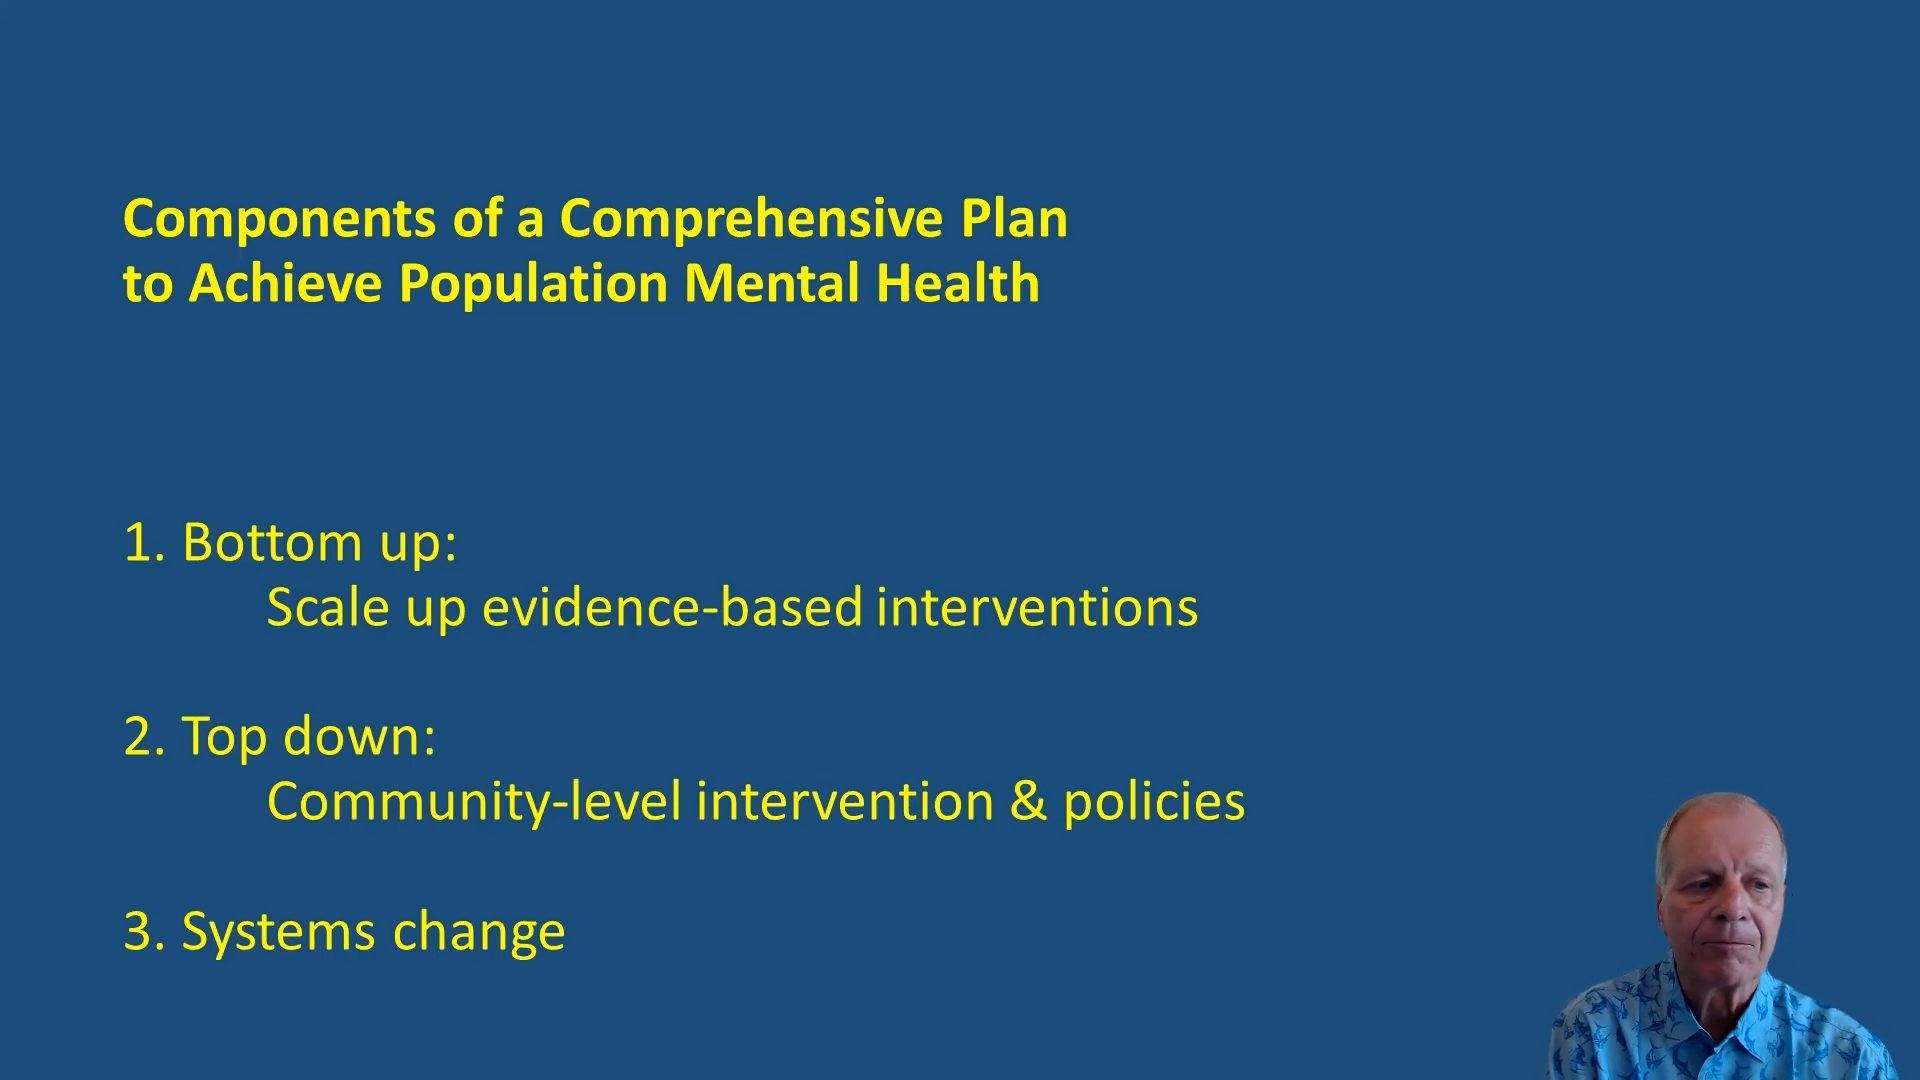 Components of a Comprehensive Plan
to Achieve Population Mental Health
1. Bottom up:
Scale up evidence-based interventions
2. Top down:
Community-level intervention & policies
3. Systems change